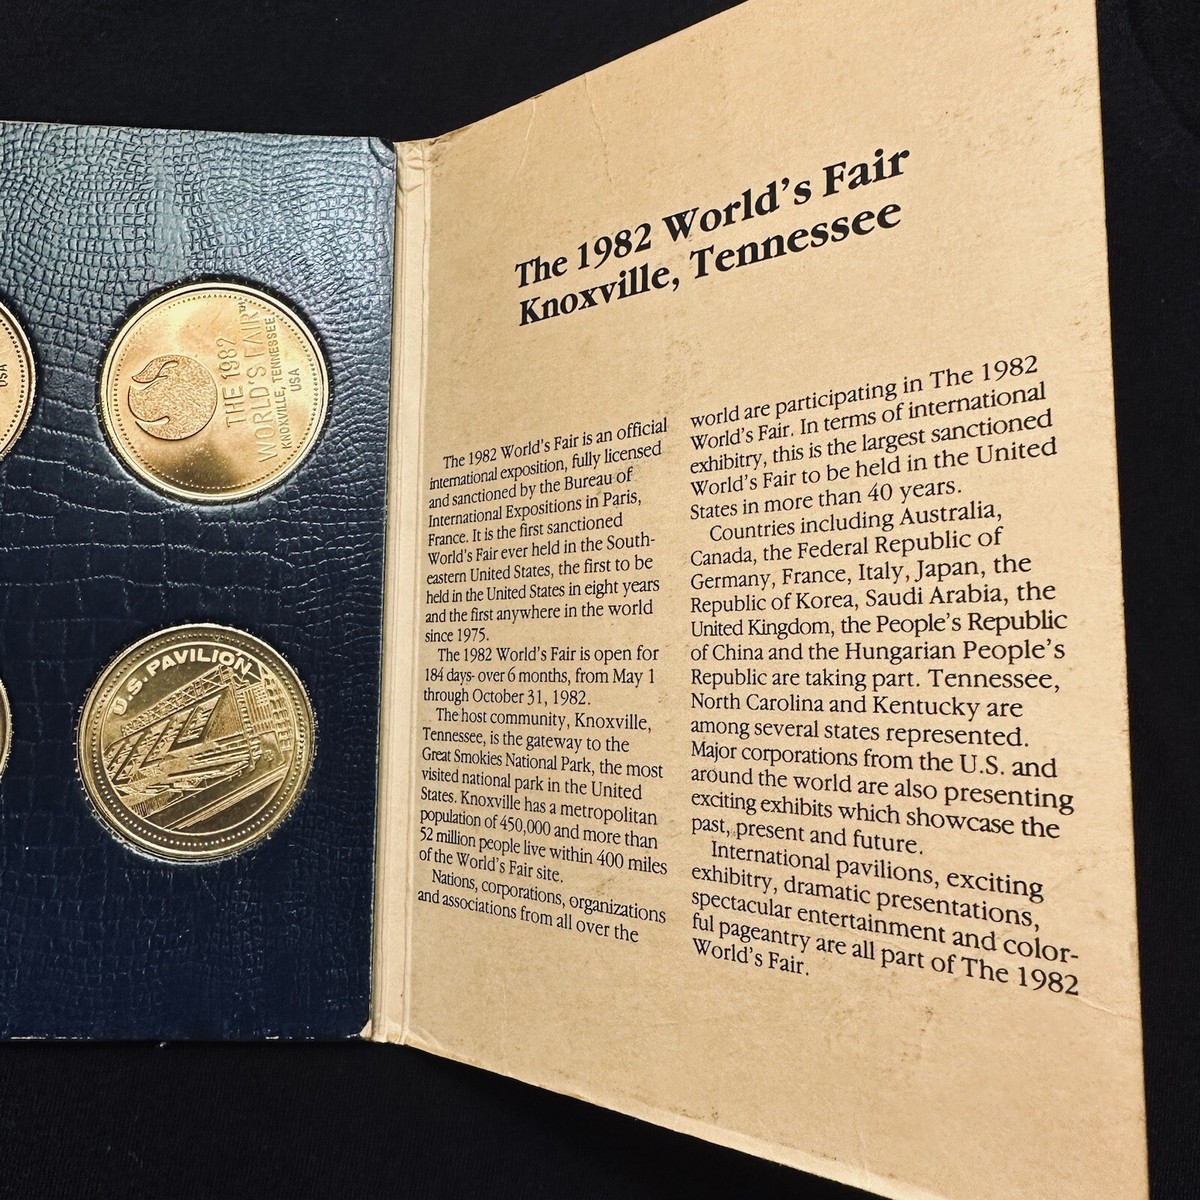 USA
THE 1982
WORLD'S FAIR™
KNOXVILLE, TENNESSEE
USA
U.S. PAVILION
The 1982 World's Fair
Knoxville, Tennessee
The 1982 World's Fair is an official
international exposition, fully licensed
and sanctioned by the Bureau of
International Expositions in Paris,
France. It is the first sanctioned
World's Fair ever held in the South-
eastern United States, the first to be
held in the United States in eight years
and the first anywhere in the world
since 1975.
The 1982 World's Fair is open for
184 days- over 6 months, from May 1
through October 31, 1982.
The host community, Knoxville,
Tennessee, is the gateway to the
Great Smokies National Park, the most
visited national park in the United
States. Knoxville has a metropolitan
population of 450,000 and more than
52 million people live within 400 miles
of the World's Fair site.
Nations, corporations, organizations
and associations from all over the
world are participating in The 1982
World's Fair. In terms of international
exhibitry, this is the largest sanctioned
World's Fair to be held in the United
States in more than 40 years.
Countries including Australia,
Canada, the Federal Republic of
Germany, France, Italy, Japan, the
Republic of Korea, Saudi Arabia, the
United Kingdom, the People's Republic
of China and the Hungarian People's
Republic are taking part. Tennessee,
North Carolina and Kentucky are
among several states represented.
Major corporations from the U.S. and
around the world are also presenting
exciting exhibits which showcase the
past, present and future.
International pavilions, exciting
exhibitry, dramatic presentations,
spectacular entertainment and color-
ful pageantry are all part of The 1982
World's Fair.